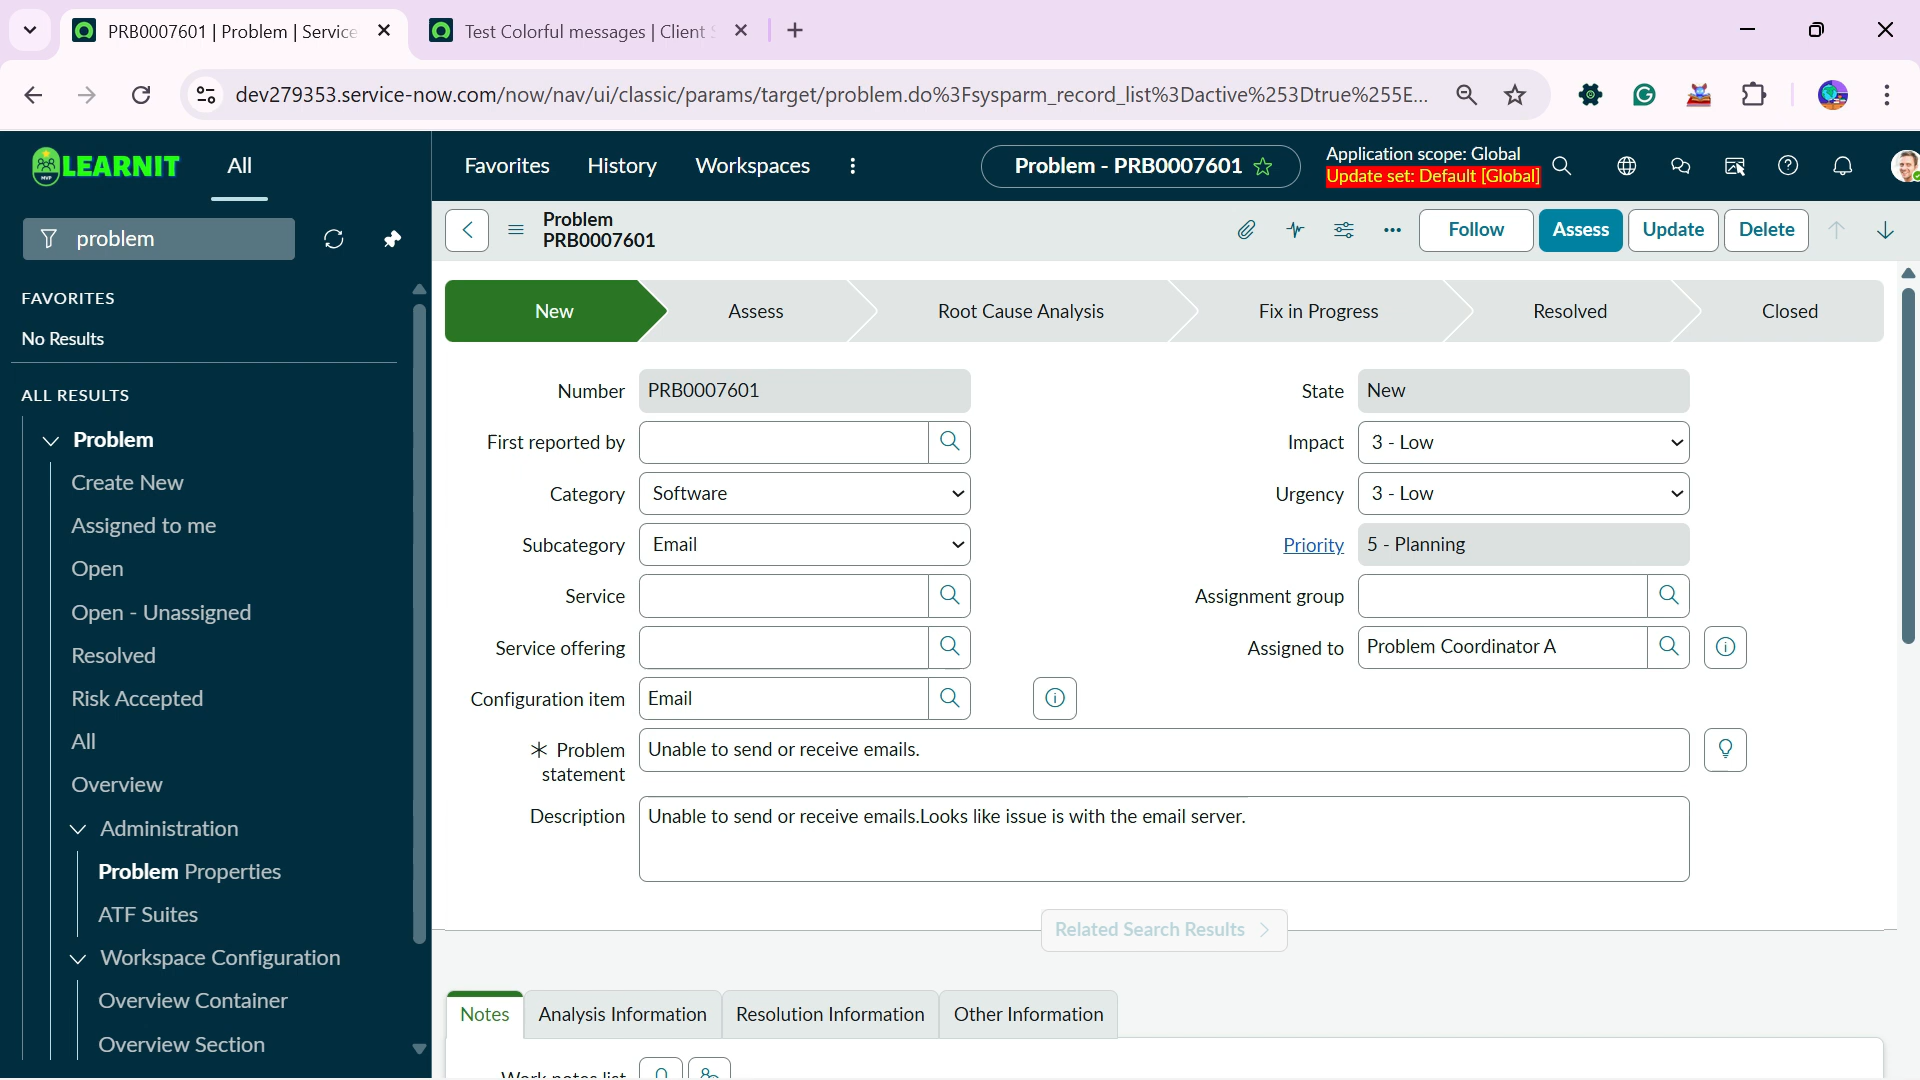 PRB0007601 | Problem | Service
Test Colorful messages | Client
dev279353.service-now.com/now/nav/ui/classic/params/target/problem.do%3Fsysparm_record_list%3Dactive%253Dtrue%255E...
LEARNIT
MVP
All
Favorites
History
Workspaces
Problem - PRB0007601
Application scope: Global
Update set: Default [Global]
problem
Problem
PRB0007601
Follow
Assess
Update
Delete
FAVORITES
No Results
ALL RESULTS
Problem
Create New
Assigned to me
Open
Open - Unassigned
Resolved
Risk Accepted
All
Overview
Administration
Problem Properties
ATF Suites
Workspace Configuration
Overview Container
Overview Section
New
Assess
Root Cause Analysis
Fix in Progress
Resolved
Closed
Number PRB0007601
First reported by
Category Software
Subcategory Email
Service
Service offering
Configuration item Email
State New
Impact 3 - Low
Urgency 3 - Low
Priority 5 - Planning
Assignment group
Assigned to Problem Coordinator A
Problem statement Unable to send or receive emails.
Description Unable to send or receive emails.Looks like issue is with the email server.
Related Search Results
Notes
Analysis Information
Resolution Information
Other Information
Work notes list